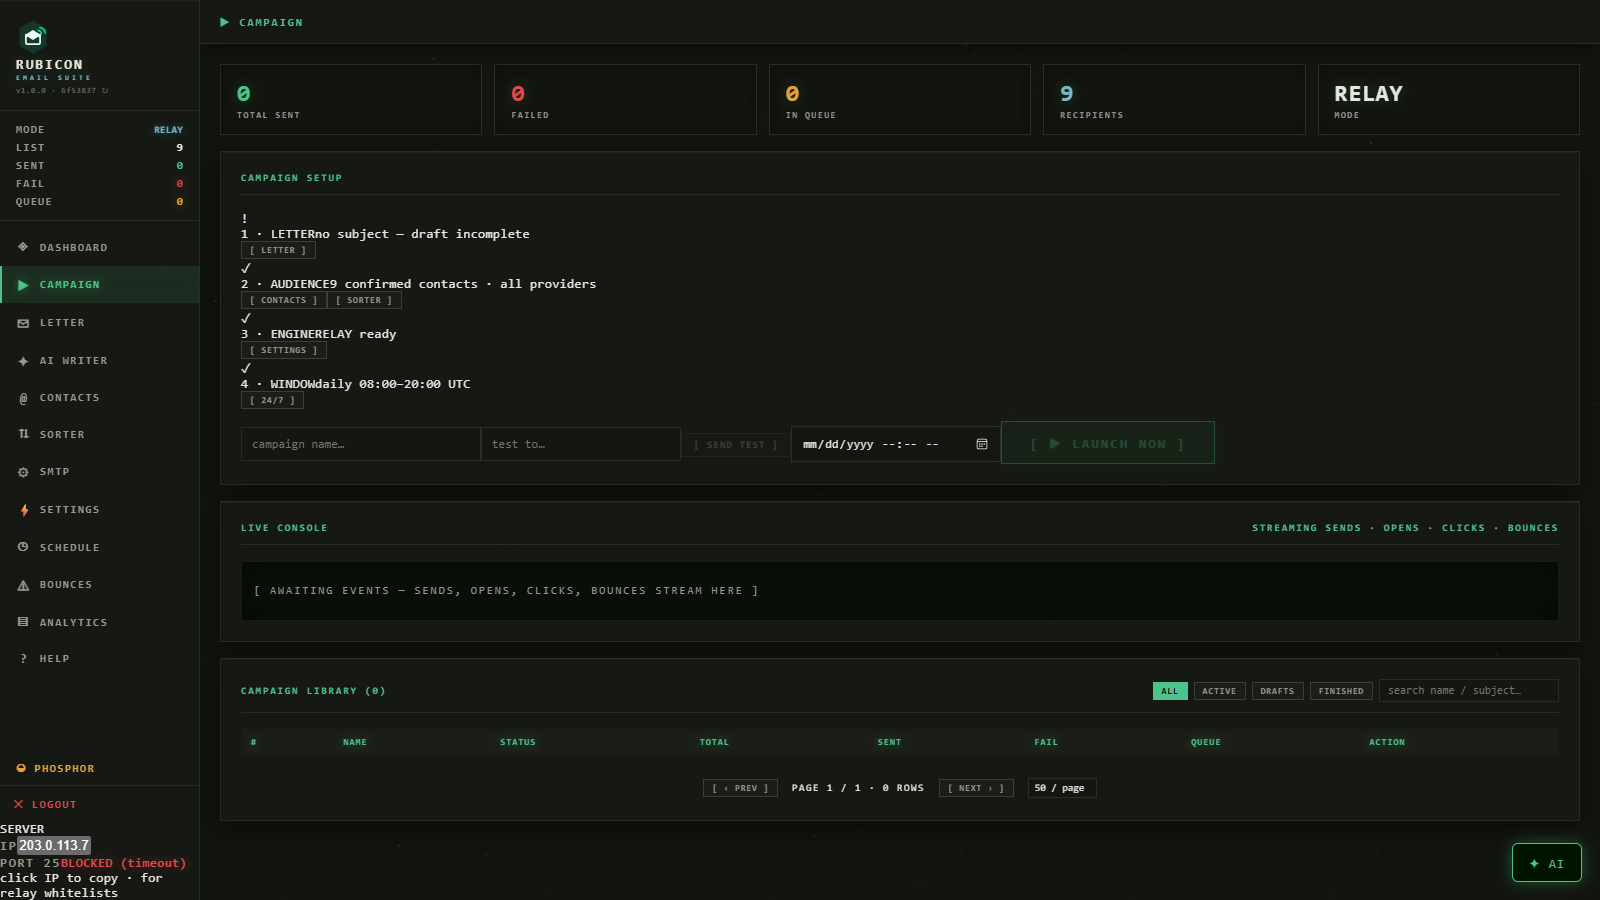 RUBICON
EMAIL SUITE
v1.0.0 · 6f53837 ↻
MODE RELAY
LIST 9
SENT 0
FAIL 0
QUEUE 0
DASHBOARD
CAMPAIGN
LETTER
AI WRITER
@ CONTACTS
SORTER
SMTP
SETTINGS
SCHEDULE
BOUNCES
ANALYTICS
? HELP
PHOSPHOR
LOGOUT
SERVER
IP 203.0.113.7
PORT 25BLOCKED (timeout)
click IP to copy · for
relay whitelists
▶ CAMPAIGN
0
TOTAL SENT
0
FAILED
0
IN QUEUE
9
RECIPIENTS
RELAY
MODE
CAMPAIGN SETUP
!
1 · LETTERno subject — draft incomplete
[ LETTER ]
✓
2 · AUDIENCE9 confirmed contacts · all providers
[ CONTACTS ] [ SORTER ]
✓
3 · ENGINERELAY ready
[ SETTINGS ]
✓
4 · WINDOWdaily 08:00–20:00 UTC
[ 24/7 ]
campaign name… test to… [ SEND TEST ] mm/dd/yyyy --:-- -- [ ▶ LAUNCH NOW ]
LIVE CONSOLE STREAMING SENDS · OPENS · CLICKS · BOUNCES
[ AWAITING EVENTS — SENDS, OPENS, CLICKS, BOUNCES STREAM HERE ]
CAMPAIGN LIBRARY (0) ALL ACTIVE DRAFTS FINISHED search name / subject…
# NAME STATUS TOTAL SENT FAIL QUEUE ACTION
[ ‹ PREV ] PAGE 1 / 1 · 0 ROWS [ NEXT › ] 50 / page
✦ AI